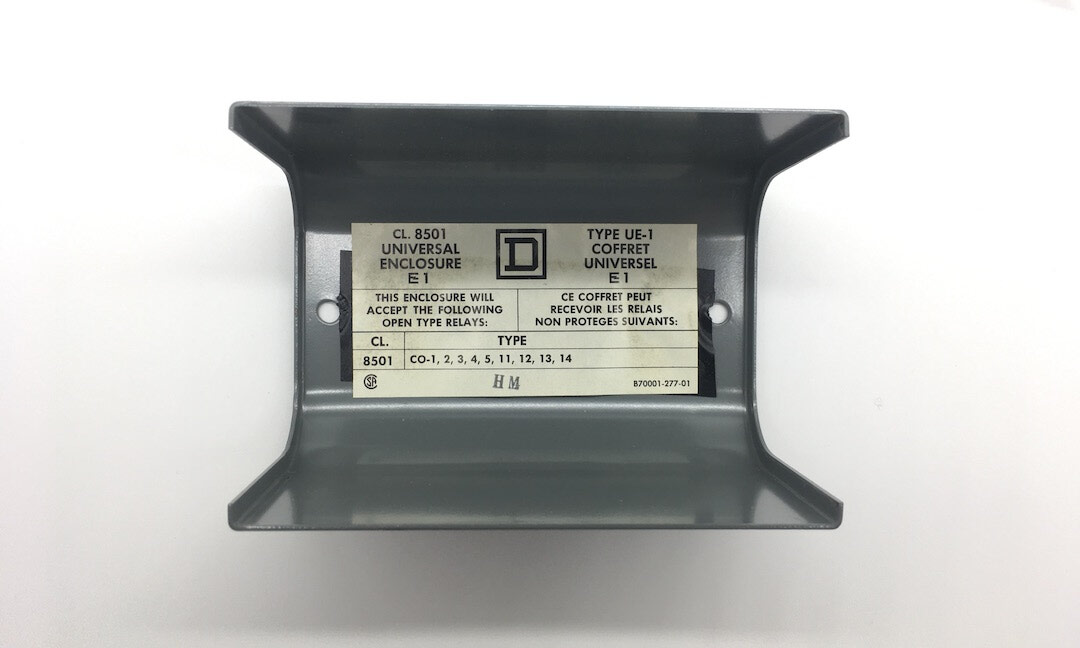 CL. 8501
UNIVERSAL
ENCLOSURE
E1
D
TYPE UE-1
COFFRET
UNIVERSEL
E1
THIS ENCLOSURE WILL
ACCEPT THE FOLLOWING
OPEN TYPE RELAYS:
CE COFFRET PEUT
RECEVOIR LES RELAIS
NON PROTEGES SUIVANTS:
CL. TYPE
8501 CO-1, 2, 3, 4, 5, 11, 12, 13, 14
SA HM B70001-277-01